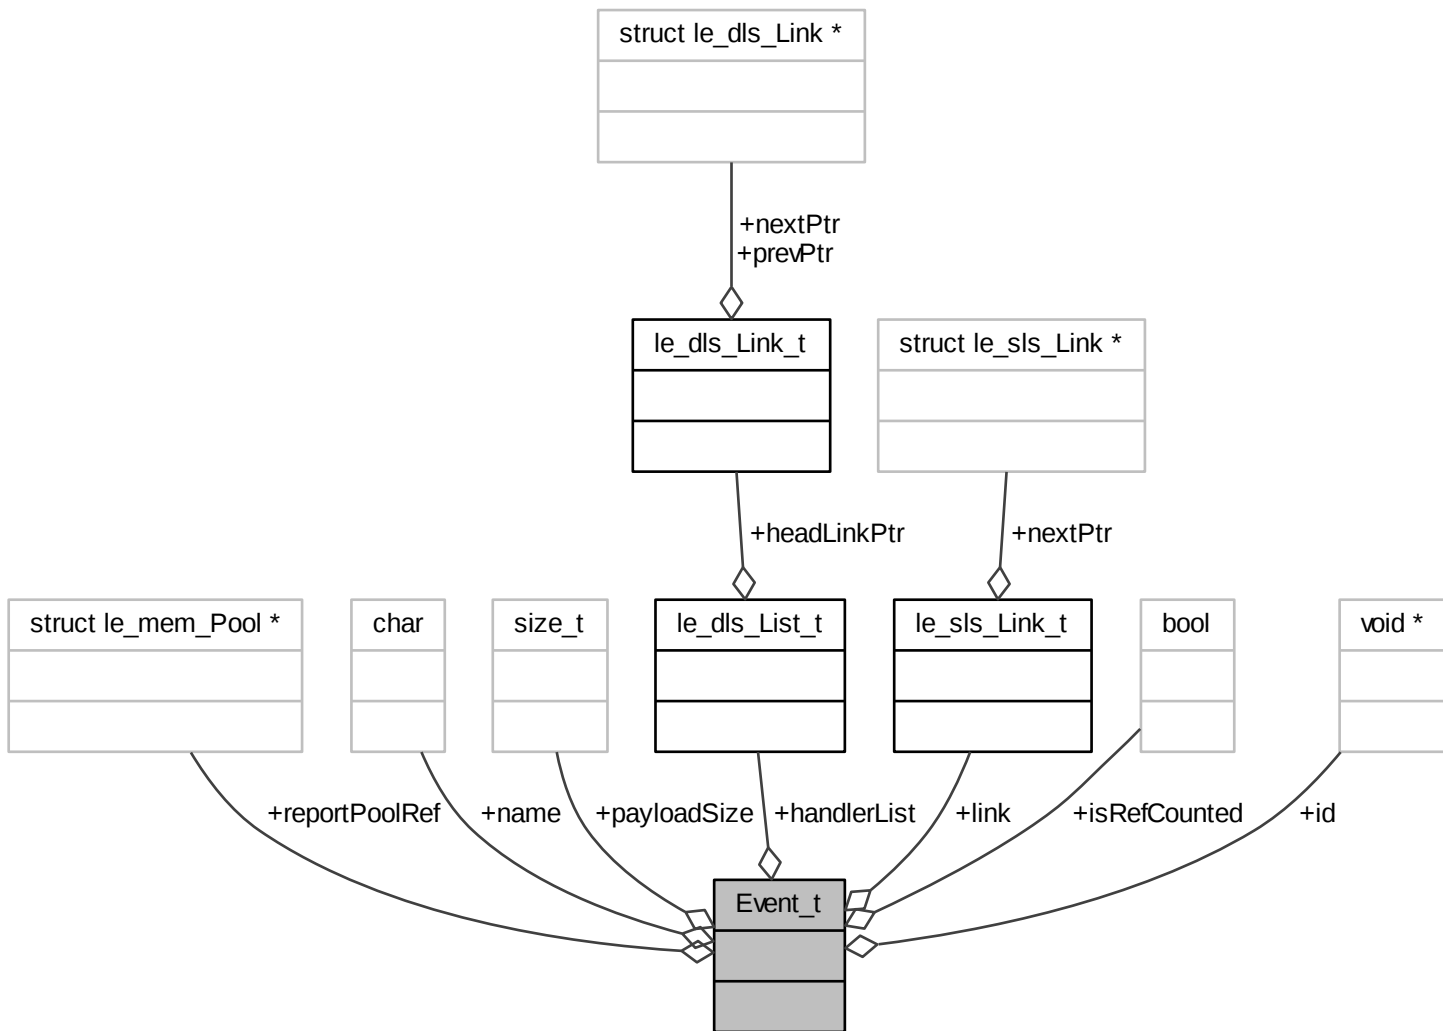 struct le_dls_Link *
+nextPtr
+prevPtr
le_dls_Link_t
struct le_sls_Link *
+headLinkPtr
+nextPtr
struct le_mem_Pool *
char
size_t
le_dls_List_t
le_sls_Link_t
bool
void *
+reportPoolRef
+name
+payloadSize
+handlerList
+link
+isRefCounted
+id
Event_t